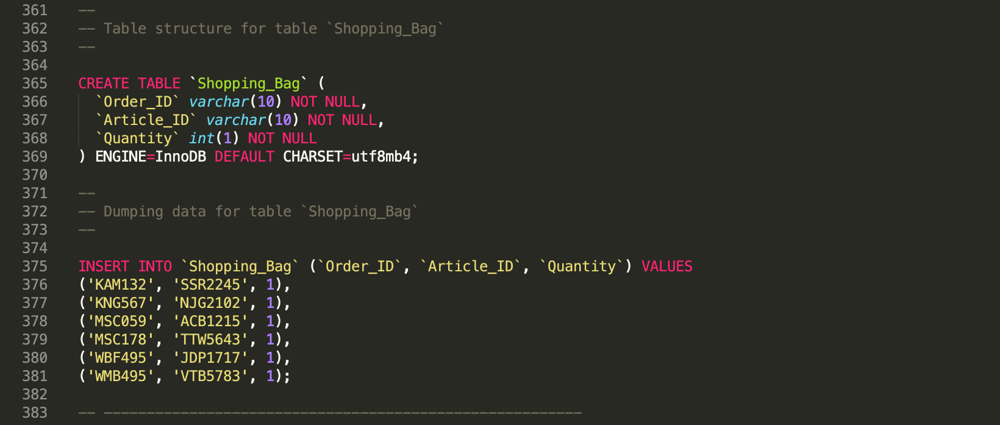 361 --
362 -- Table structure for table `Shopping_Bag`
363 --
364
365 CREATE TABLE `Shopping_Bag` (
366   `Order_ID` varchar(10) NOT NULL,
367   `Article_ID` varchar(10) NOT NULL,
368   `Quantity` int(1) NOT NULL
369 ) ENGINE=InnoDB DEFAULT CHARSET=utf8mb4;
370
371 --
372 -- Dumping data for table `Shopping_Bag`
373 --
374
375 INSERT INTO `Shopping_Bag` (`Order_ID`, `Article_ID`, `Quantity`) VALUES
376 ('KAM132', 'SSR2245', 1),
377 ('KNG567', 'NJG2102', 1),
378 ('MSC059', 'ACB1215', 1),
379 ('MSC178', 'TTW5643', 1),
380 ('WBF495', 'JDP1717', 1),
381 ('WMB495', 'VTB5783', 1);
382
383 -- --------------------------------------------------------